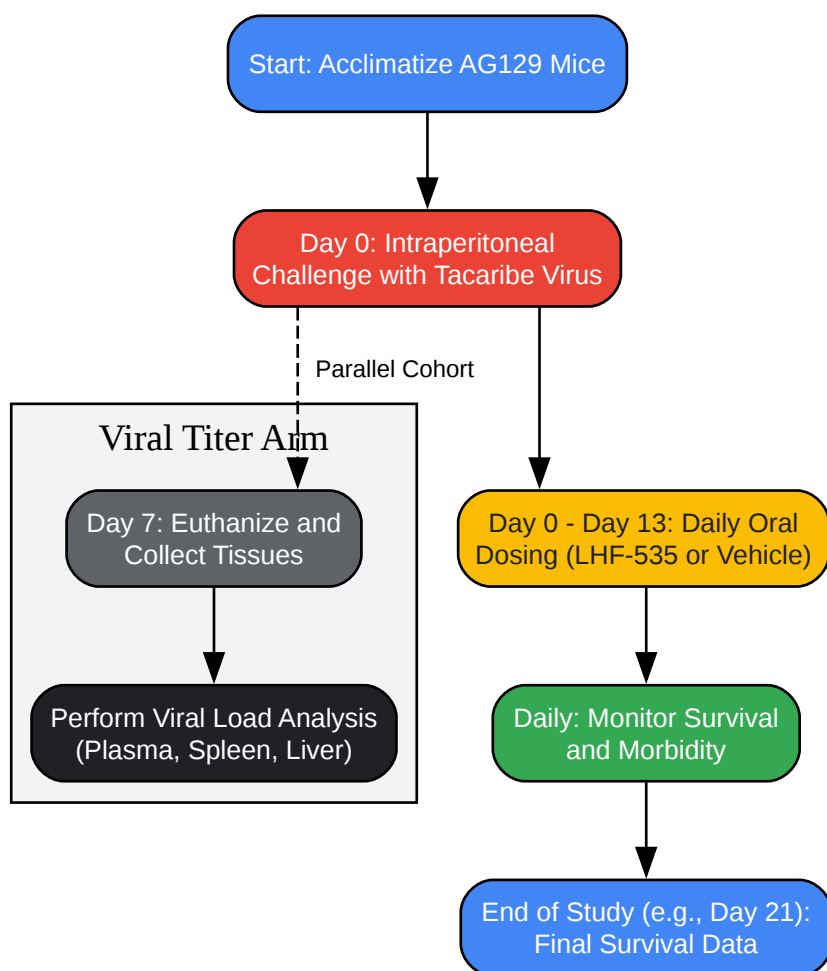 Start: Acclimatize AG129 Mice
Day 0: Intraperitoneal
Challenge with Tacaribe Virus
Parallel Cohort
Viral Titer Arm
Day 7: Euthanize and
Collect Tissues
Perform Viral Load Analysis
(Plasma, Spleen, Liver)
Day 0 - Day 13: Daily Oral
Dosing (LHF-535 or Vehicle)
Daily: Monitor Survival
and Morbidity
End of Study (e.g., Day 21):
Final Survival Data